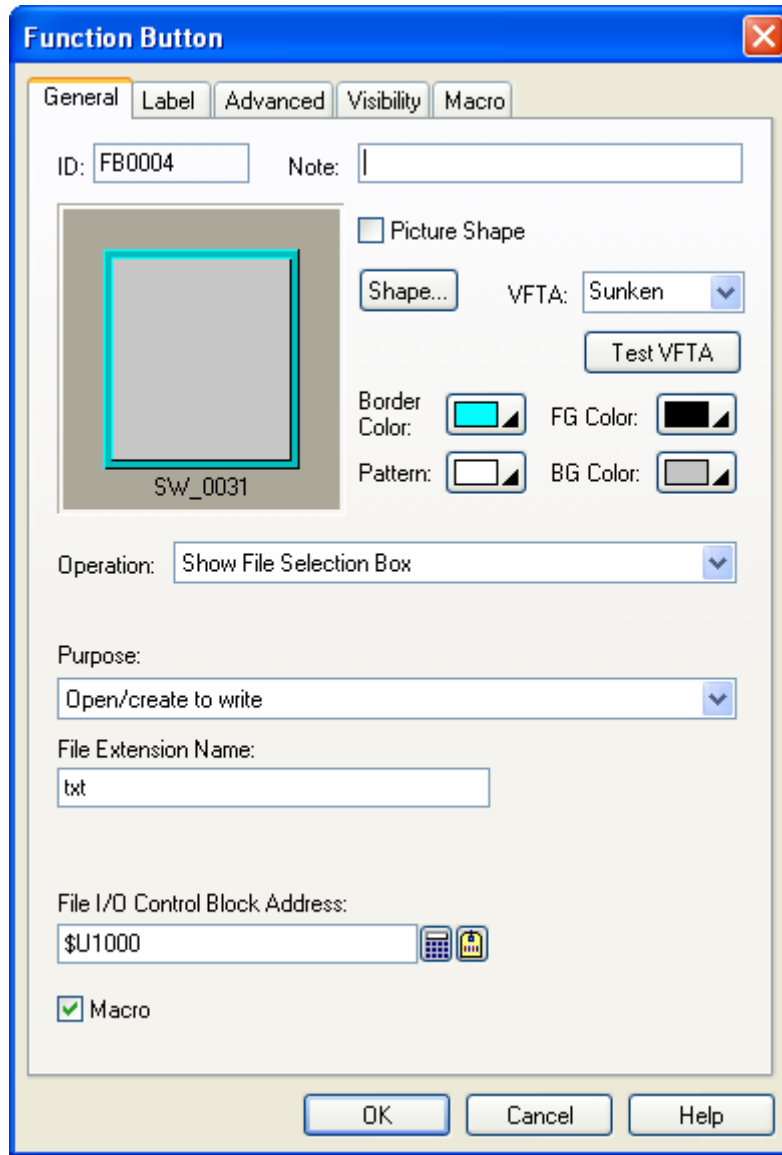 Function Button
General Label Advanced Visibility Macro
ID: FB0004 Note:
Picture Shape
Shape... VFTA: Sunken
Test VFTA
Border Color: FG Color:
Pattern: BG Color:
SW_0031
Operation: Show File Selection Box
Purpose:
Open/create to write
File Extension Name:
txt
File I/O Control Block Address:
$U1000
Macro
OK Cancel Help